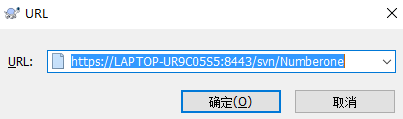 URL
URL: https://LAPTOP-UR9C05S5:8443/svn/Numberone
确定(O) 取消